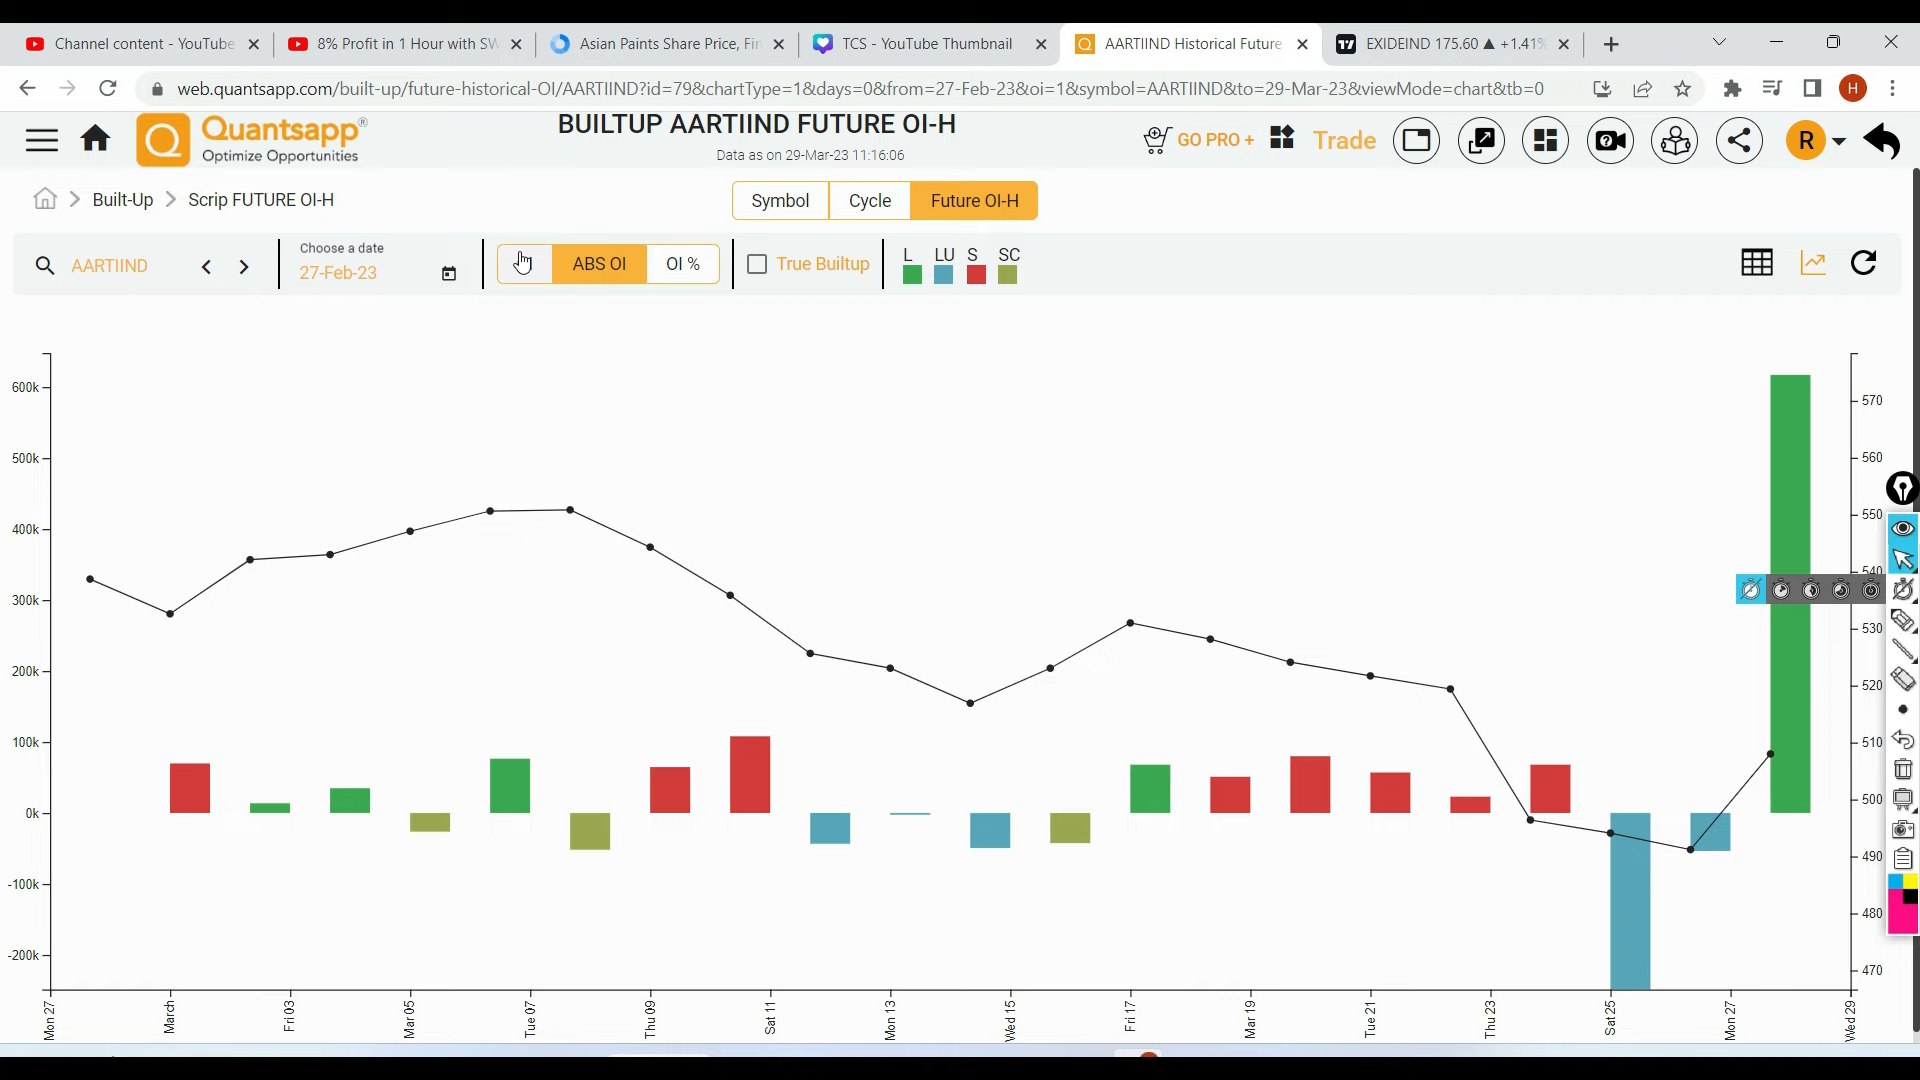 Channel content - YouTube
8% Profit in 1 Hour with SW
Asian Paints Share Price, Fin
TCS - YouTube Thumbnail
AARTIIND Historical Future
EXIDEIND 175.60 ▲ +1.41%
web.quantsapp.com/built-up/future-historical-OI/AARTIIND?id=79&chartType=1&days=0&from=27-Feb-23&oi=1&symbol=AARTIIND&to=29-Mar-23&viewMode=chart&tb=0
H
Quantsapp®
Optimize Opportunities
BUILTUP AARTIIND FUTURE OI-H
Data as on 29-Mar-23 11:16:06
GO PRO +
Trade
R
Built-Up > Scrip FUTURE OI-H
Symbol
Cycle
Future OI-H
AARTIIND
Choose a date
27-Feb-23
ABS OI
OI %
True Builtup
L LU S SC
600k
500k
400k
300k
200k
100k
0k
-100k
-200k
570
560
550
540
530
520
510
500
490
480
470
Mon 27
March
Fri 03
Mar 05
Tue 07
Thu 09
Sat 11
Mon 13
Wed 15
Fri 17
Mar 19
Tue 21
Thu 23
Sat 25
Mon 27
Wed 29